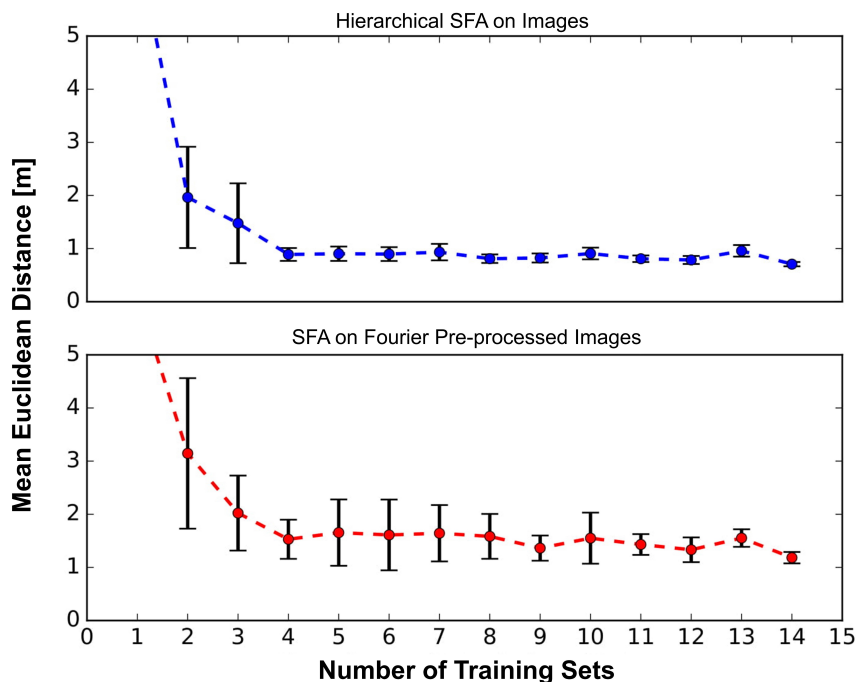 Hierarchical SFA on Images
5
4
3
2
1
0
SFA on Fourier Pre-processed Images
5
4
3
2
1
0
0 1 2 3 4 5 6 7 8 9 10 11 12 13 14 15
Mean Euclidean Distance [m]
Number of Training Sets